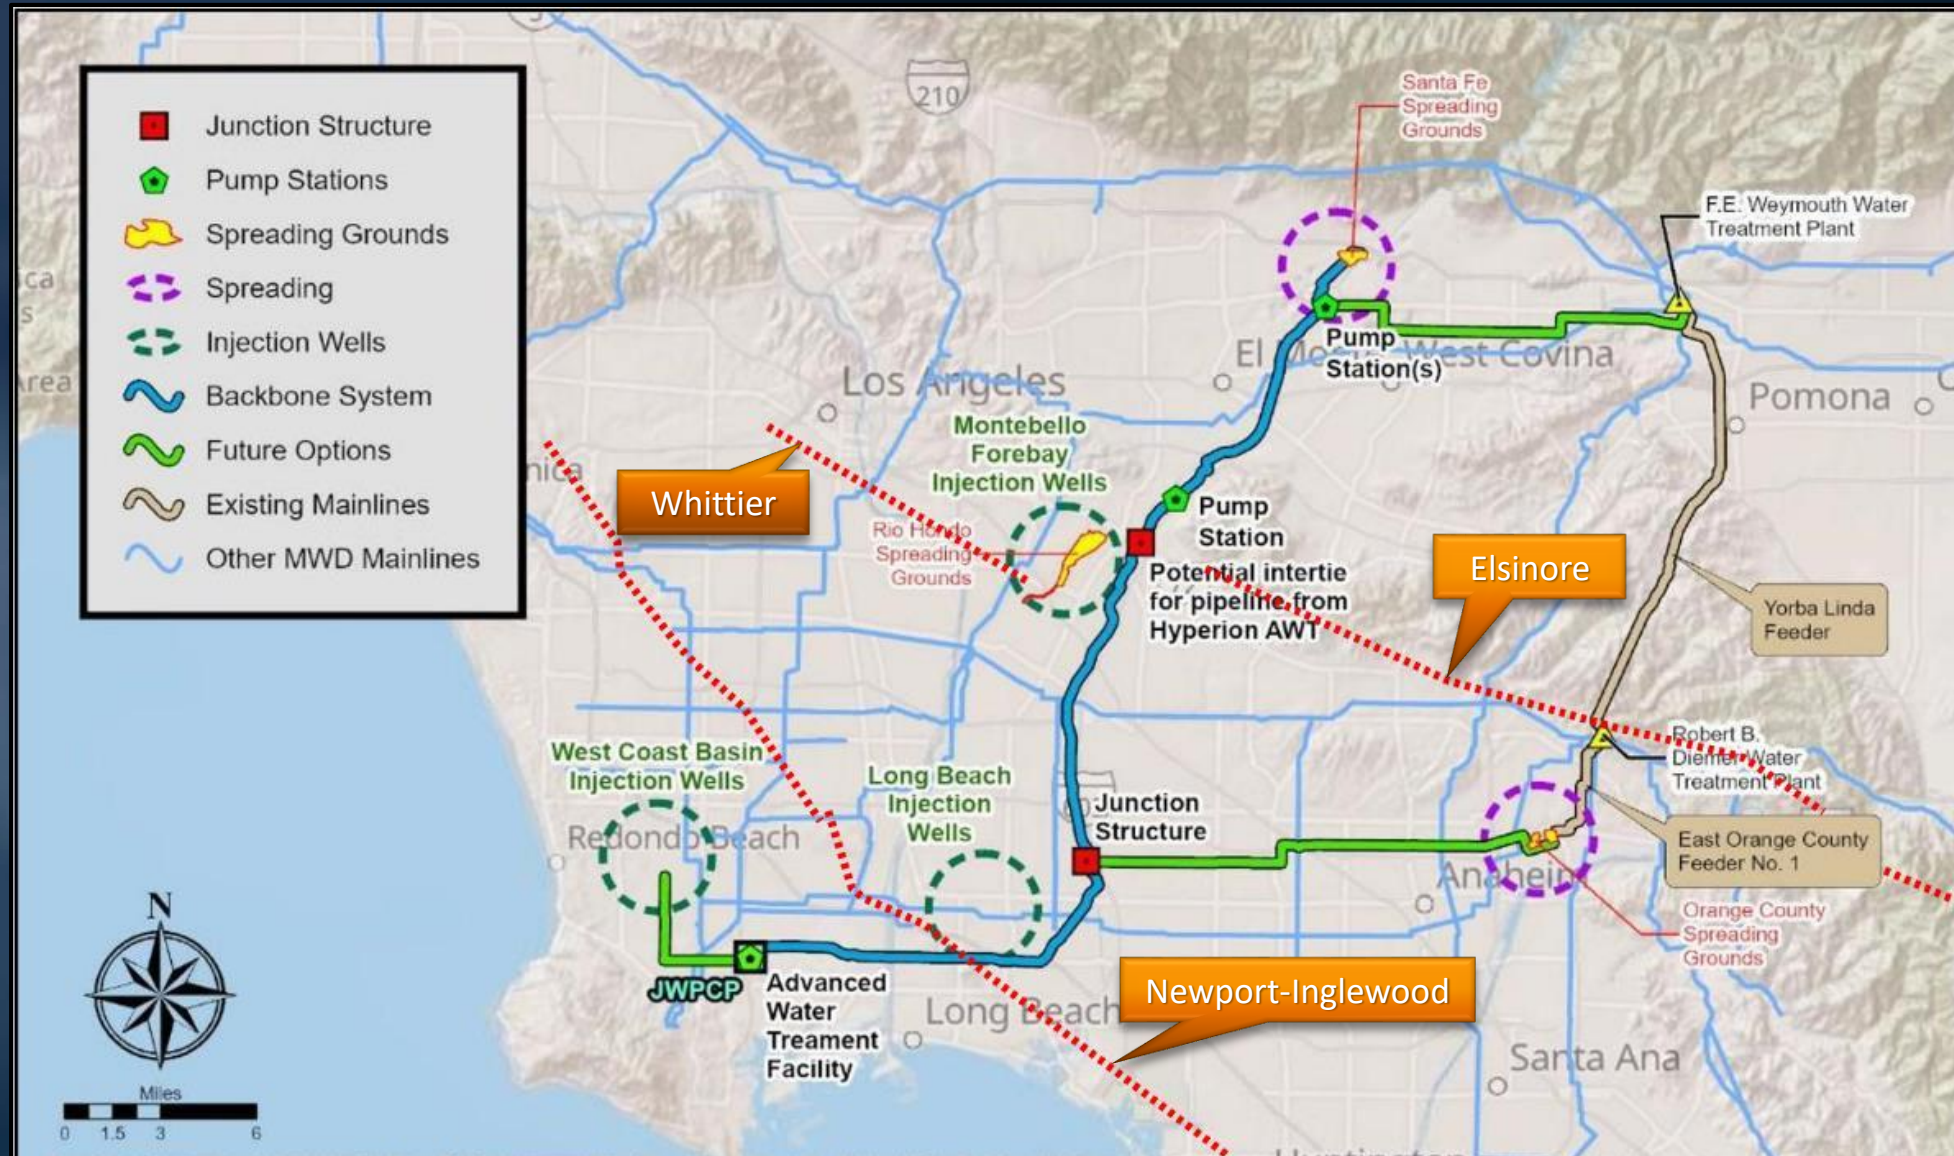 Junction Structure
Pump Stations
Spreading Grounds
Spreading
Injection Wells
Backbone System
Future Options
Existing Mainlines
Other MWD Mainlines
210
Santa Fe
Spreading
Grounds
F.E. Weymouth Water
Treatment Plant
Pump
Station(s)
West Covina
Pomona
Los Angeles
Montebello
Forebay
Injection Wells
Whittier
Rio Hondo
Spreading
Grounds
Pump
Station
Potential intertie
for pipeline from
Hyperion AWT
Elsinore
Yorba Linda
Feeder
Robert B.
Diemer Water
Treatment Plant
West Coast Basin
Injection Wells
Redondo Beach
Long Beach
Injection
Wells
Junction
Structure
Anaheim
East Orange County
Feeder No. 1
Orange County
Spreading
Grounds
JWPCP
Advanced
Water
Treament
Facility
Long Beach
Newport-Inglewood
Santa Ana
N
Miles
0 1.5 3 6